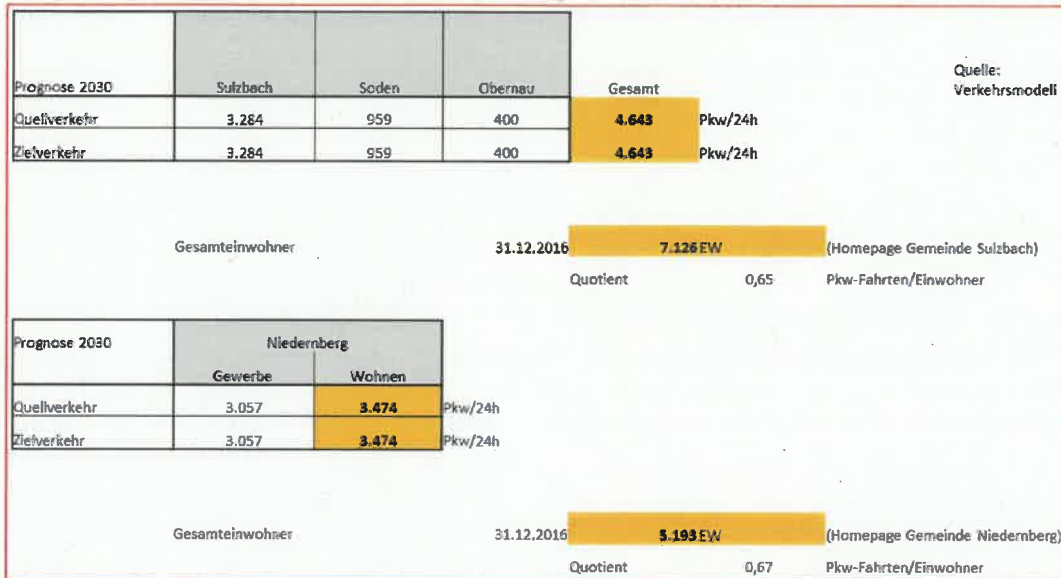 Quelle:
Prognose 2030 Sulzbach Soden Obernau Gesamt Verkehrsmodell
Quellverkehr 3.284 959 400 4.643 Pkw/24h
Zielverkehr 3.284 959 400 4.643 Pkw/24h
Gesamteinwohner 31.12.2016 7.126 EW (Homepage Gemeinde Sulzbach)
Quotient 0,65 Pkw-Fahrten/Einwohner
Prognose 2030 Niedernberg
Gewerbe Wohnen
Quellverkehr 3.057 3.474 Pkw/24h
Zielverkehr 3.057 3.474 Pkw/24h
Gesamteinwohner 31.12.2016 5.193 EW (Homepage Gemeinde Niedernberg)
Quotient 0,67 Pkw-Fahrten/Einwohner